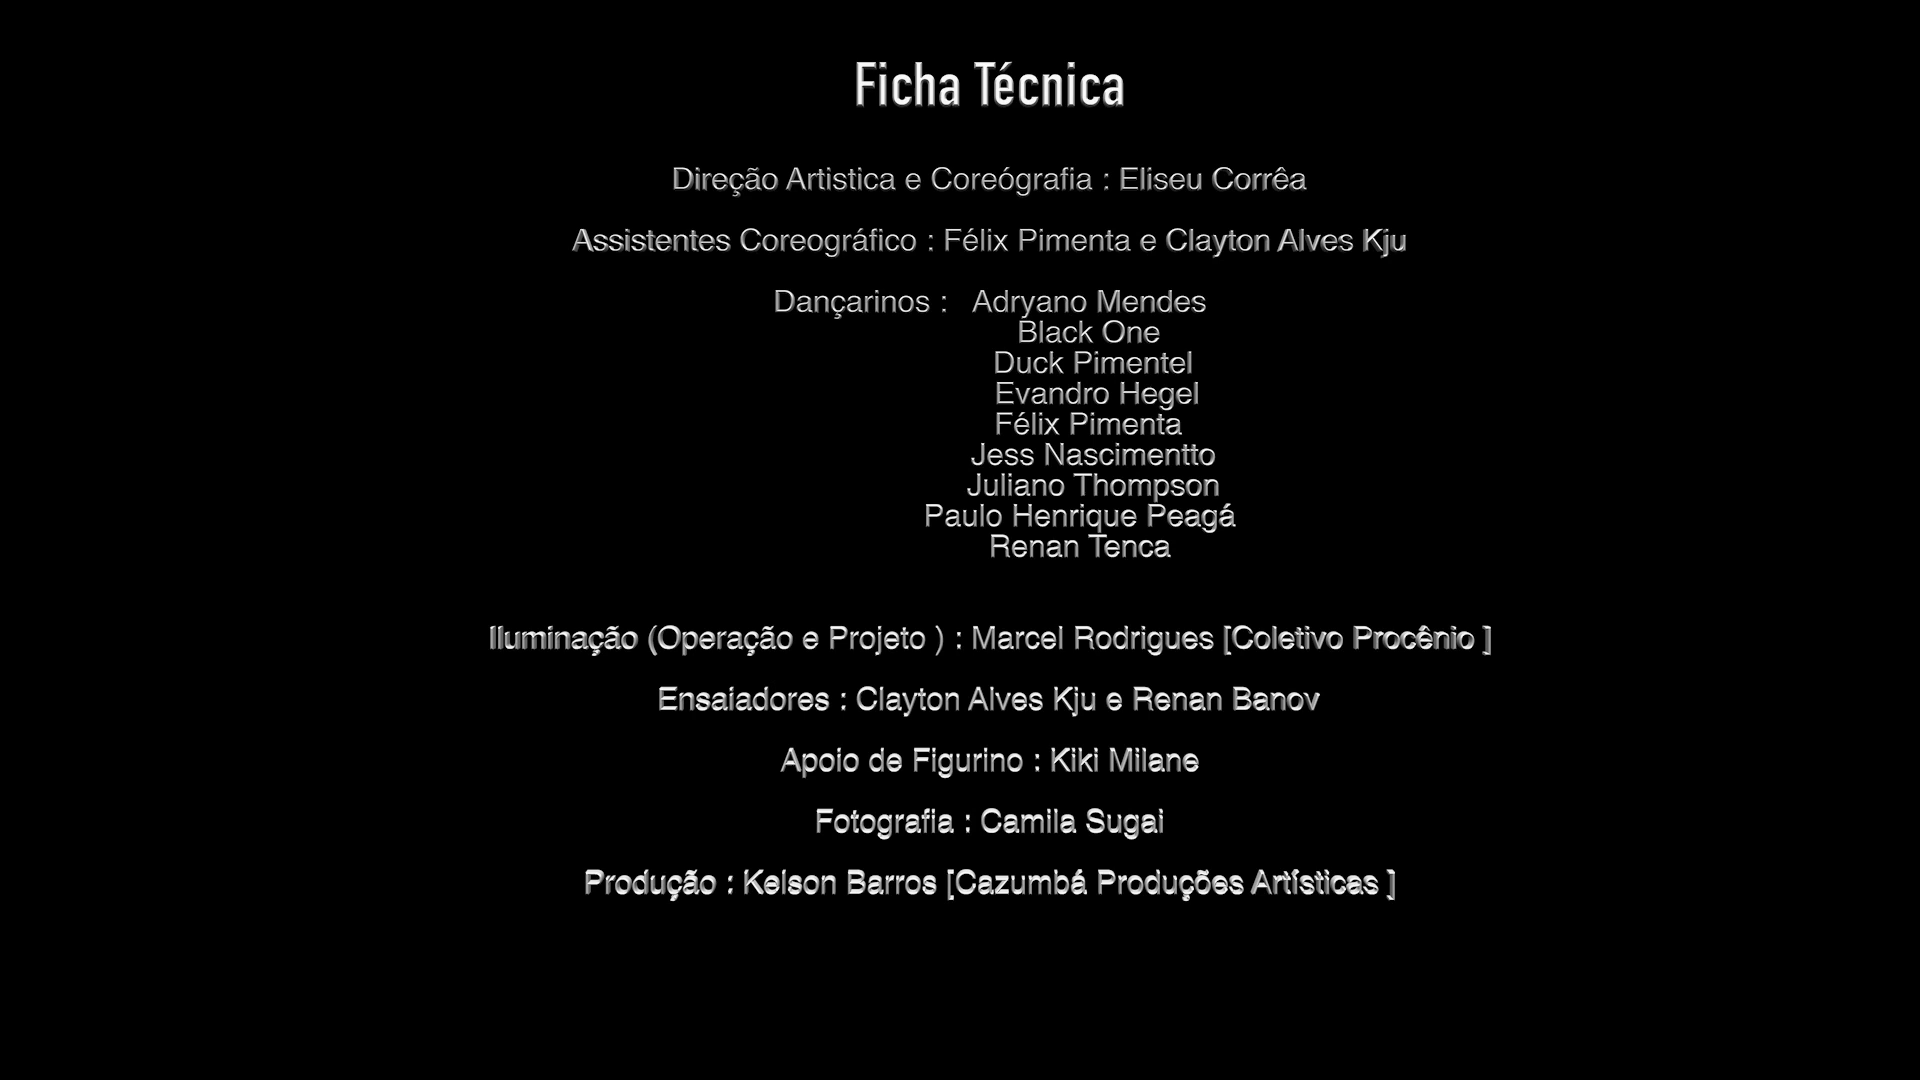 Ficha Técnica
Direção Artistica e Coreógrafia : Eliseu Corrêa
Assistentes Coreográfico : Félix Pimenta e Clayton Alves Kju
Dançarinos : Adryano Mendes
Black One
Duck Pimentel
Evandro Hegel
Félix Pimenta
Jess Nascimentto
Juliano Thompson
Paulo Henrique Peagá
Renan Tenca
Iluminação (Operação e Projeto ) : Marcel Rodrigues [Coletivo Procênio ]
Ensaiadores : Clayton Alves Kju e Renan Banov
Apoio de Figurino : Kiki Milane
Fotografia : Camila Sugai
Produção : Kelson Barros [Cazumbá Produções Artísticas ]